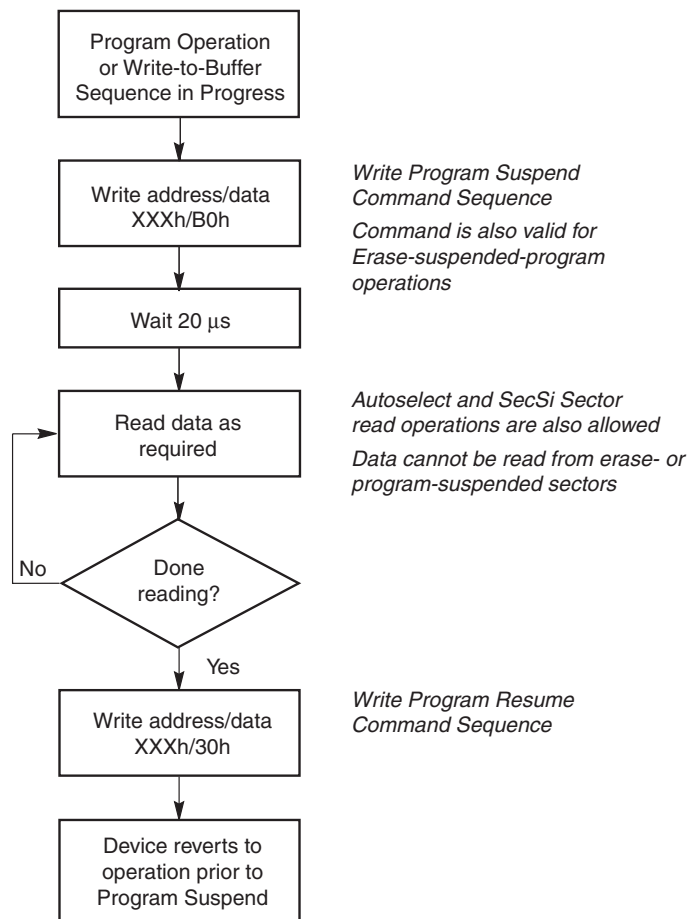 Program Operation
or Write-to-Buffer
Sequence in Progress
Write address/data
XXXh/B0h
Write Program Suspend
Command Sequence
Command is also valid for
Erase-suspended-program
operations
Wait 20 μs
Read data as
required
Autoselect and SecSi Sector
read operations are also allowed
Data cannot be read from erase- or
program-suspended sectors
Done
reading?
No
Yes
Write address/data
XXXh/30h
Write Program Resume
Command Sequence
Device reverts to
operation prior to
Program Suspend